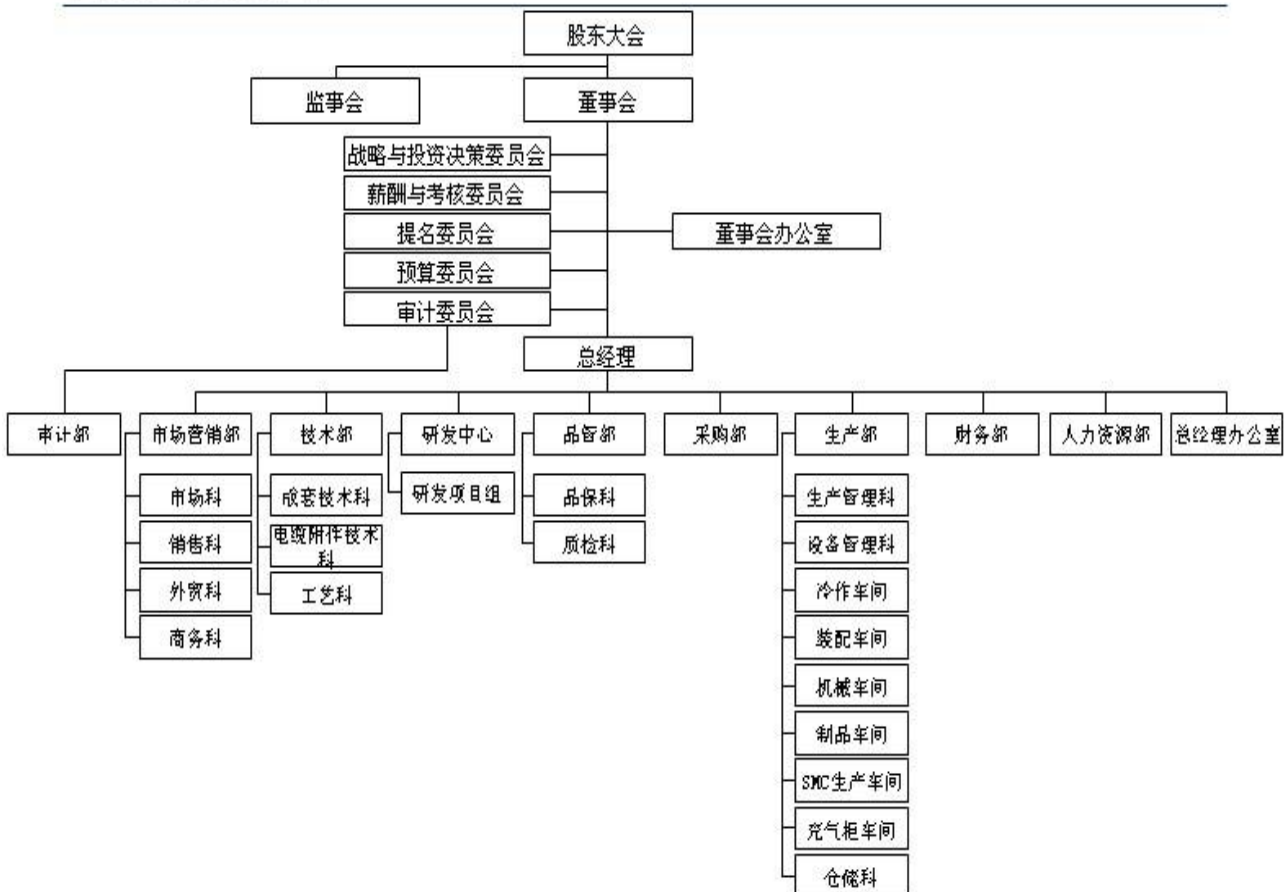 股东大会
监事会
董事会
战略与投资决策委员会
薪酬与考核委员会
提名委员会
董事会办公室
预算委员会
审计委员会
总经理
审计部
市场营销部
技术部
研发中心
品管部
采购部
生产部
财务部
人力资源部
总经理办公室
市场科
成套技术科
研发项目组
品保科
生产管理科
销售科
电缆附件技术
科
质检科
设备管理科
外贸科
工艺科
冷作车间
商务科
装配车间
机械车间
制品车间
SMC生产车间
充气柜车间
仓储科